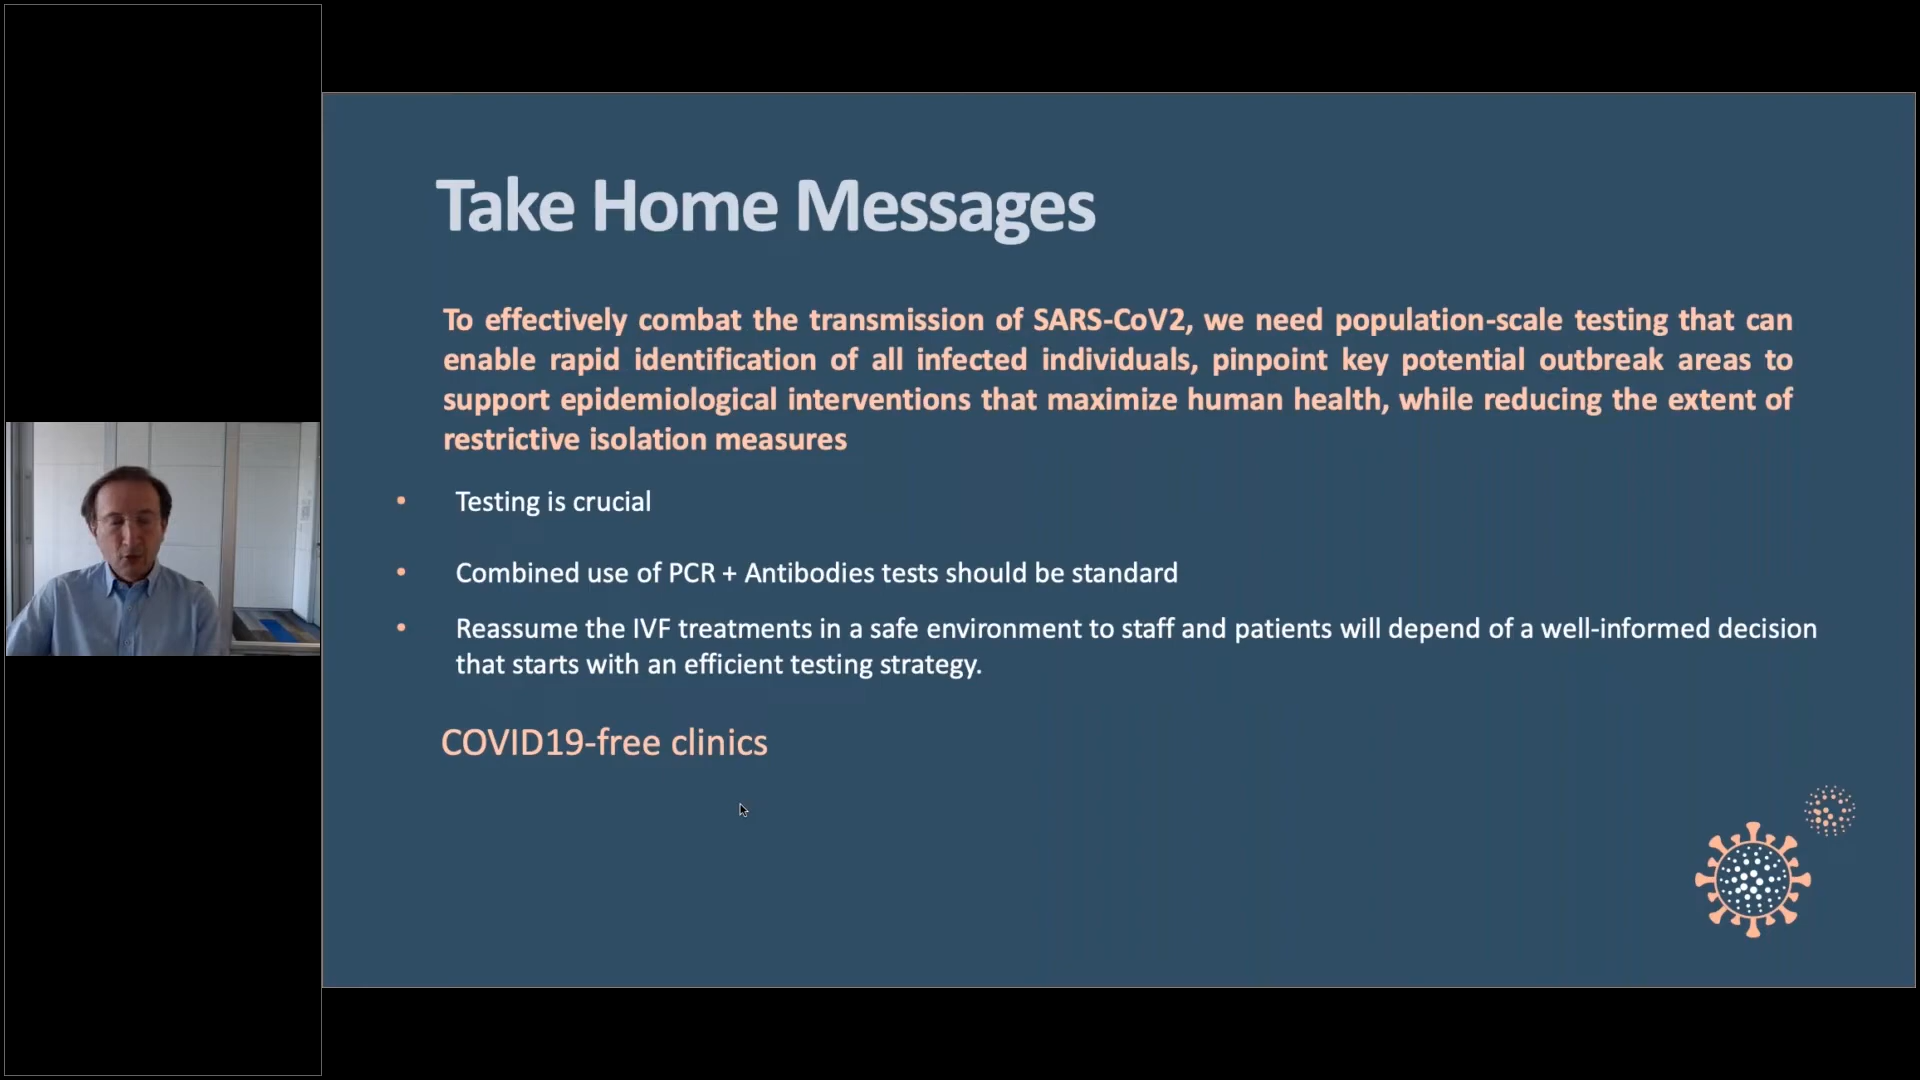 Take Home Messages
To effectively combat the transmission of SARS-CoV2, we need population-scale testing that can
enable rapid identification of all infected individuals, pinpoint key potential outbreak areas to
support epidemiological interventions that maximize human health, while reducing the extent of
restrictive isolation measures
• Testing is crucial
• Combined use of PCR + Antibodies tests should be standard
• Reassume the IVF treatments in a safe environment to staff and patients will depend of a well-informed decision
that starts with an efficient testing strategy.
COVID19-free clinics